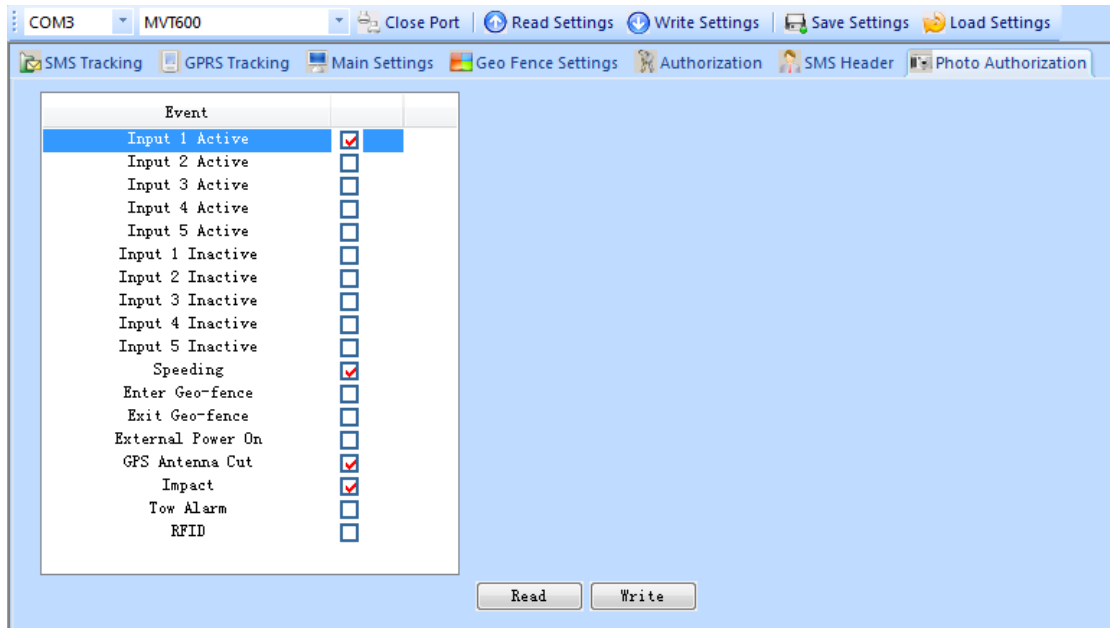 COM3 MVT600 Close Port Read Settings Write Settings Save Settings Load Settings
SMS Tracking GPRS Tracking Main Settings Geo Fence Settings Authorization SMS Header Photo Authorization
Event
Input 1 Active
Input 2 Active
Input 3 Active
Input 4 Active
Input 5 Active
Input 1 Inactive
Input 2 Inactive
Input 3 Inactive
Input 4 Inactive
Input 5 Inactive
Speeding
Enter Geo-fence
Exit Geo-fence
External Power On
GPS Antenna Cut
Impact
Tow Alarm
RFID
Read Write